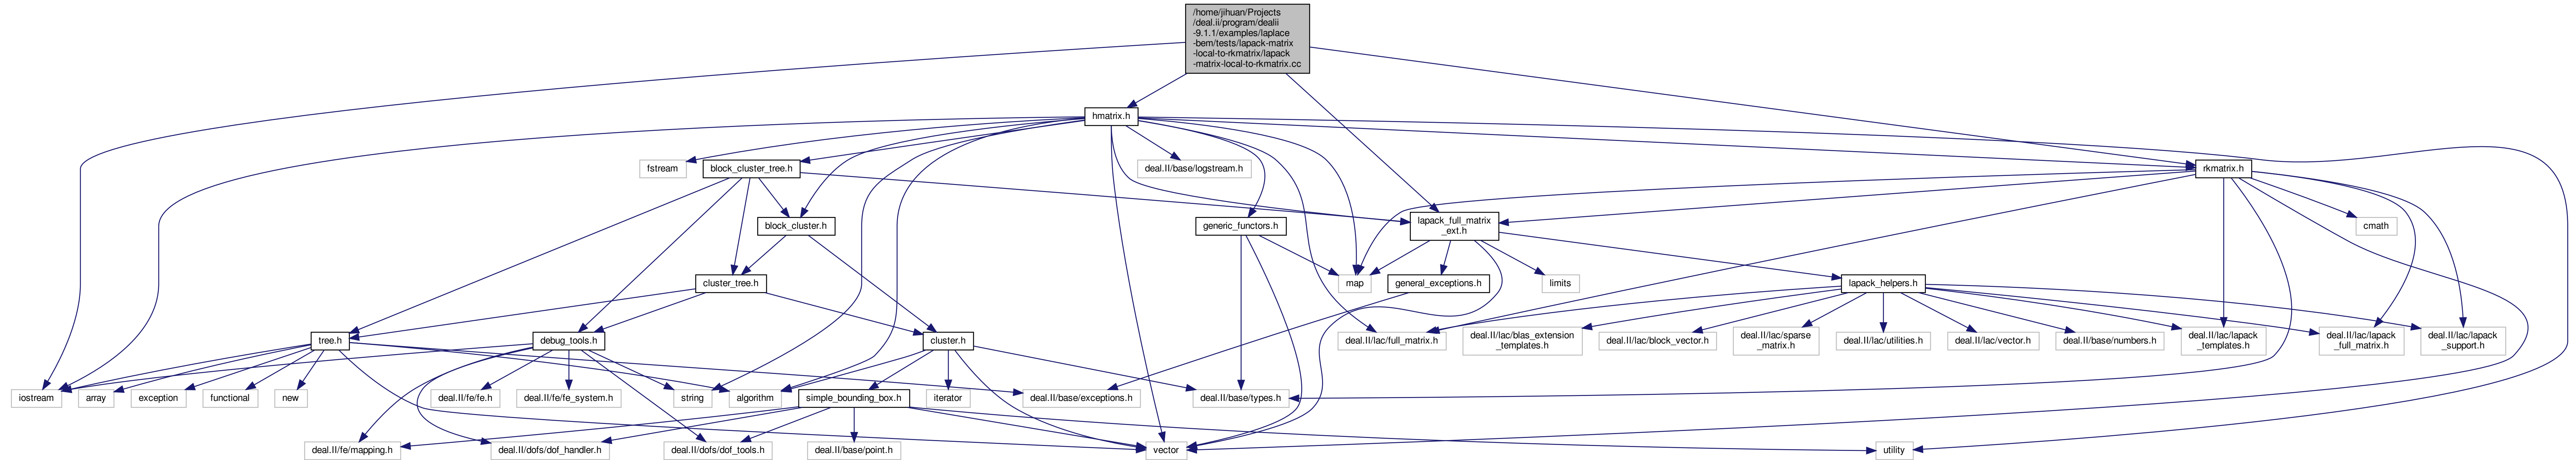 /home/jihuan/Projects
/deal.ii/program/dealii
-9.1.1/examples/laplace
-bem/tests/lapack-matrix
-local-to-rkmatrix/lapack
-matrix-local-to-rkmatrix.cc
hmatrix.h
fstream
block_cluster_tree.h
deal.II/base/logstream.h
rkmatrix.h
block_cluster.h
generic_functors.h
lapack_full_matrix
_ext.h
cmath
cluster_tree.h
map
general_exceptions.h
limits
lapack_helpers.h
tree.h
debug_tools.h
cluster.h
deal.II/lac/full_matrix.h
deal.II/lac/blas_extension
_templates.h
deal.II/lac/block_vector.h
deal.II/lac/sparse
_matrix.h
deal.II/lac/utilities.h
deal.II/lac/vector.h
deal.II/base/numbers.h
deal.II/lac/lapack
_templates.h
deal.II/lac/lapack
_full_matrix.h
deal.II/lac/lapack
_support.h
iostream
array
exception
functional
new
deal.II/fe/fe.h
deal.II/fe/fe_system.h
string
algorithm
simple_bounding_box.h
iterator
deal.II/base/exceptions.h
deal.II/base/types.h
deal.II/fe/mapping.h
deal.II/dofs/dof_handler.h
deal.II/dofs/dof_tools.h
deal.II/base/point.h
vector
utility